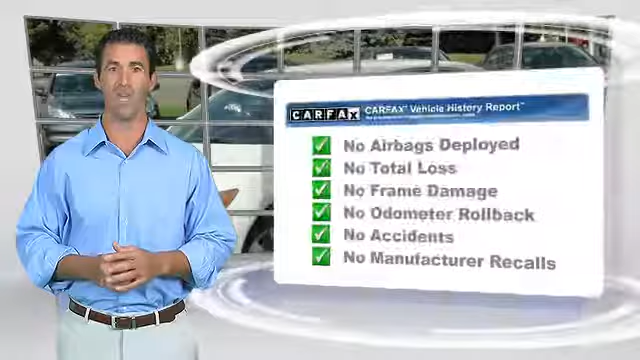 CARFAX CARFAX Vehicle History Report™
No Airbags Deployed
No Total Loss
No Frame Damage
No Odometer Rollback
No Accidents
No Manufacturer Recalls